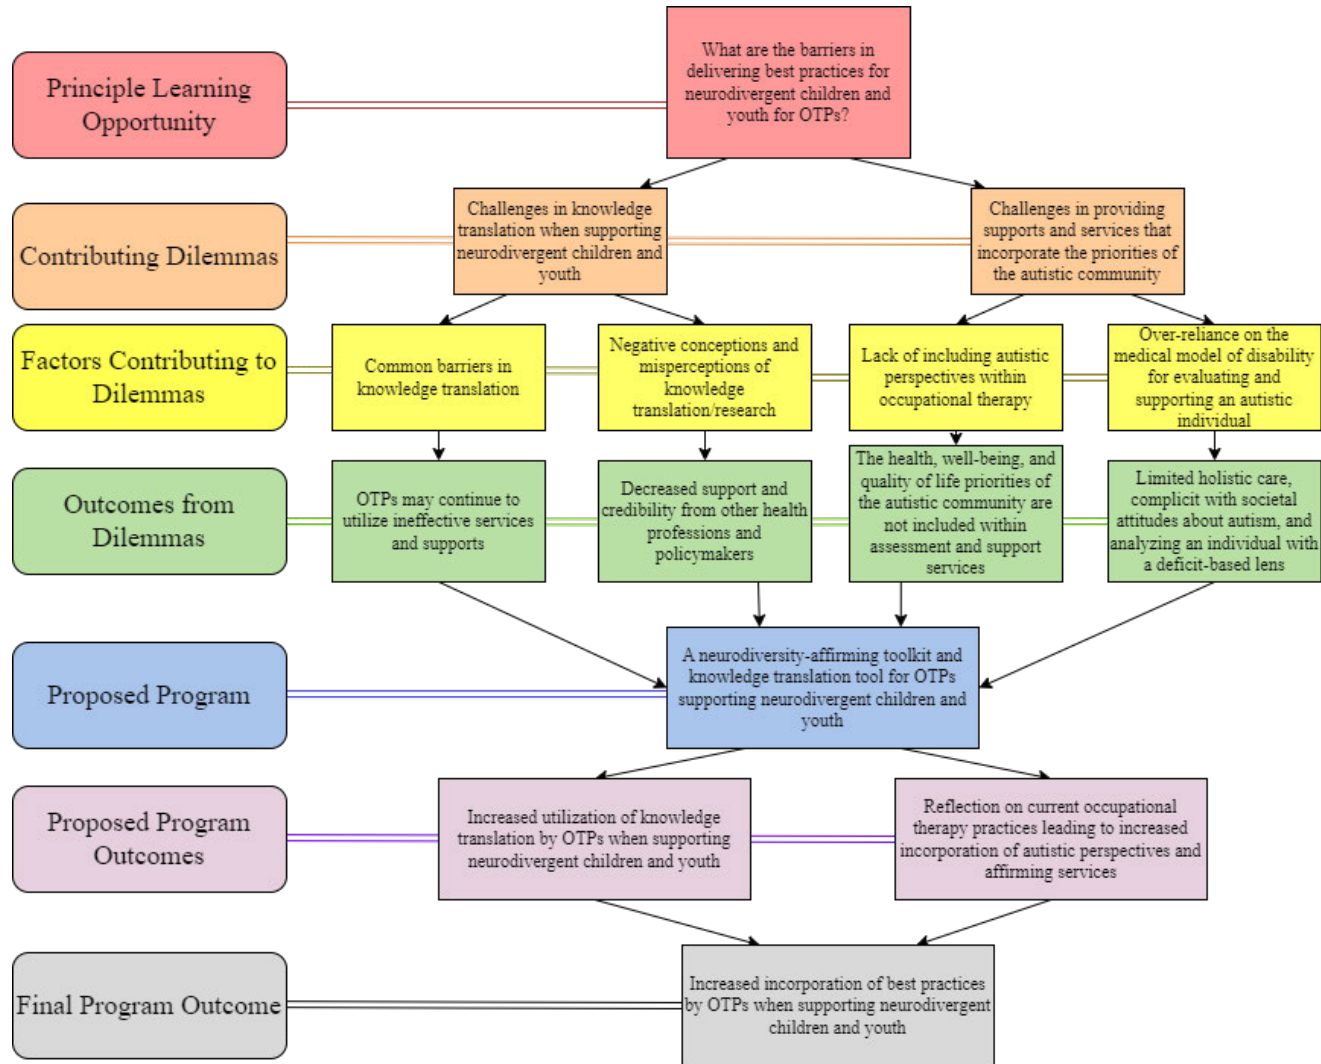 Principle Learning
Opportunity
What are the barriers in
delivering best practices for
neurodivergent children and
youth for OTPs?
Contributing Dilemmas
Challenges in knowledge
translation when supporting
neurodivergent children and
youth
Challenges in providing
supports and services that
incorporate the priorities of
the autistic community
Factors Contributing to
Dilemmas
Common barriers in
knowledge translation
Negative conceptions and
misperceptions of
knowledge
translation/research
Lack of including autistic
perspectives within
occupational therapy
Over-reliance on the
medical model of disability
for evaluating and
supporting an autistic
individual
Outcomes from
Dilemmas
OTPs may continue to
utilize ineffective services
and supports
Decreased support and
credibility from other health
professions and
policymakers
The health, well-being, and
quality of life priorities of
the autistic community are
not included within
assessment and support
services
Limited holistic care,
complicit with societal
attitudes about autism, and
analyzing an individual with
a deficit-based lens
Proposed Program
A neurodiversity-affirming toolkit and
knowledge translation tool for OTPs
supporting neurodivergent children and
youth
Proposed Program
Outcomes
Increased utilization of knowledge
translation by OTPs when supporting
neurodivergent children and youth
Reflection on current occupational
therapy practices leading to increased
incorporation of autistic perspectives and
affirming services
Final Program Outcome
Increased incorporation of best practices
by OTPs when supporting neurodivergent
children and youth